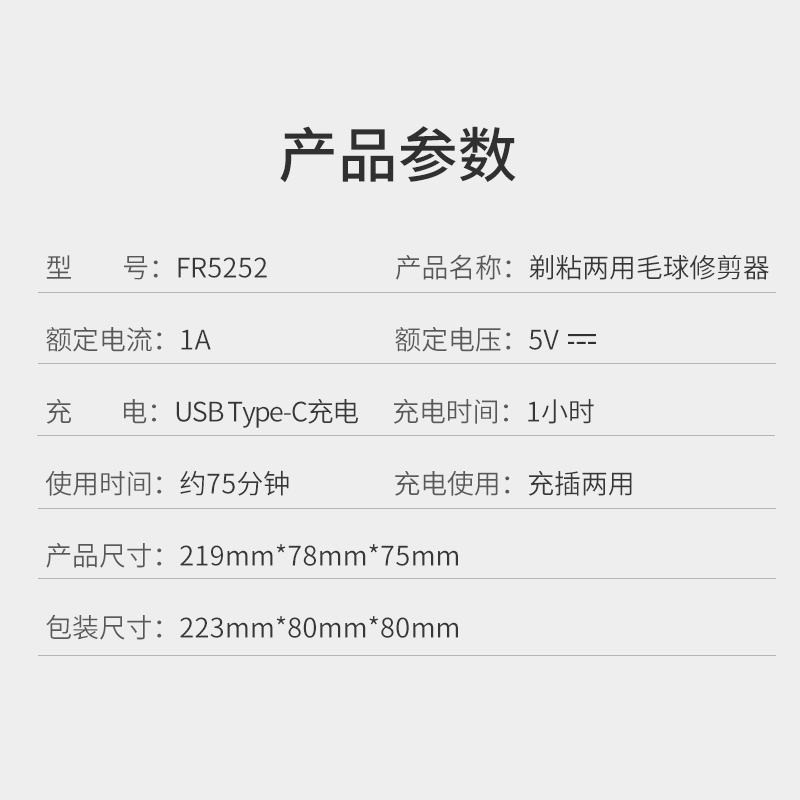 产品参数
型 号：FR5252 产品名称：剃粘两用毛球修剪器
额定电流：1A 额定电压：5V ⎓
充 电：USB Type-C充电 充电时间：1小时
使用时间：约75分钟 充电使用：充插两用
产品尺寸：219mm*78mm*75mm
包装尺寸：223mm*80mm*80mm